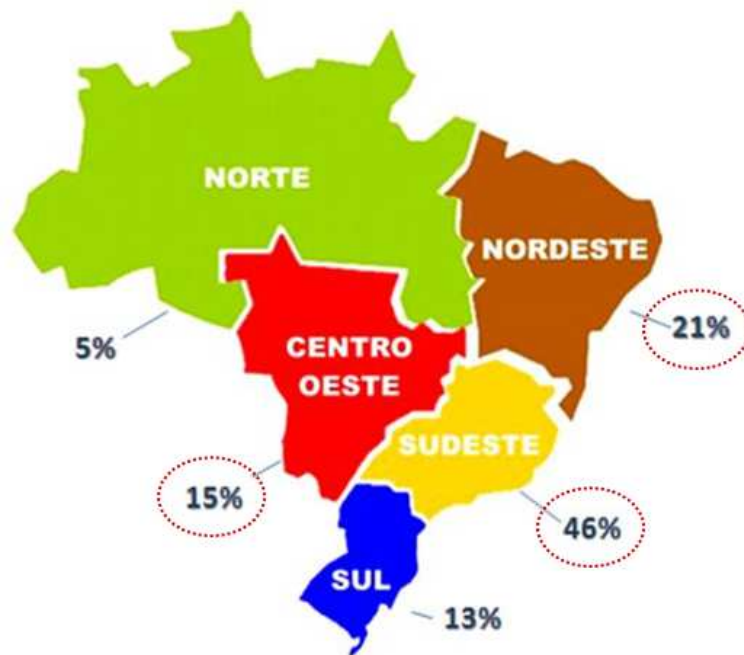 NORTE
NORDESTE
21%
5%
CENTRO
OESTE
SUDESTE
15%
46%
SUL
13%